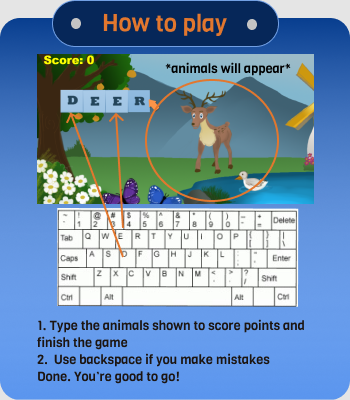 How to play
Score: 0
*animals will appear*
D E E R
~ ! @ # $ % ^ & * ( ) _ + Delete
1 2 3 4 5 6 7 8 9 0 - =
Tab Q W E R T Y U I O P { } |
[ ] \
Caps A S D F G H J K L : " Enter
; '
Shift Z X C V B N M < > ? Shift
, . /
Ctrl Alt Alt Ctrl
1. Type the animals shown to score points and
finish the game
2. Use backspace if you make mistakes
Done. You're good to go!